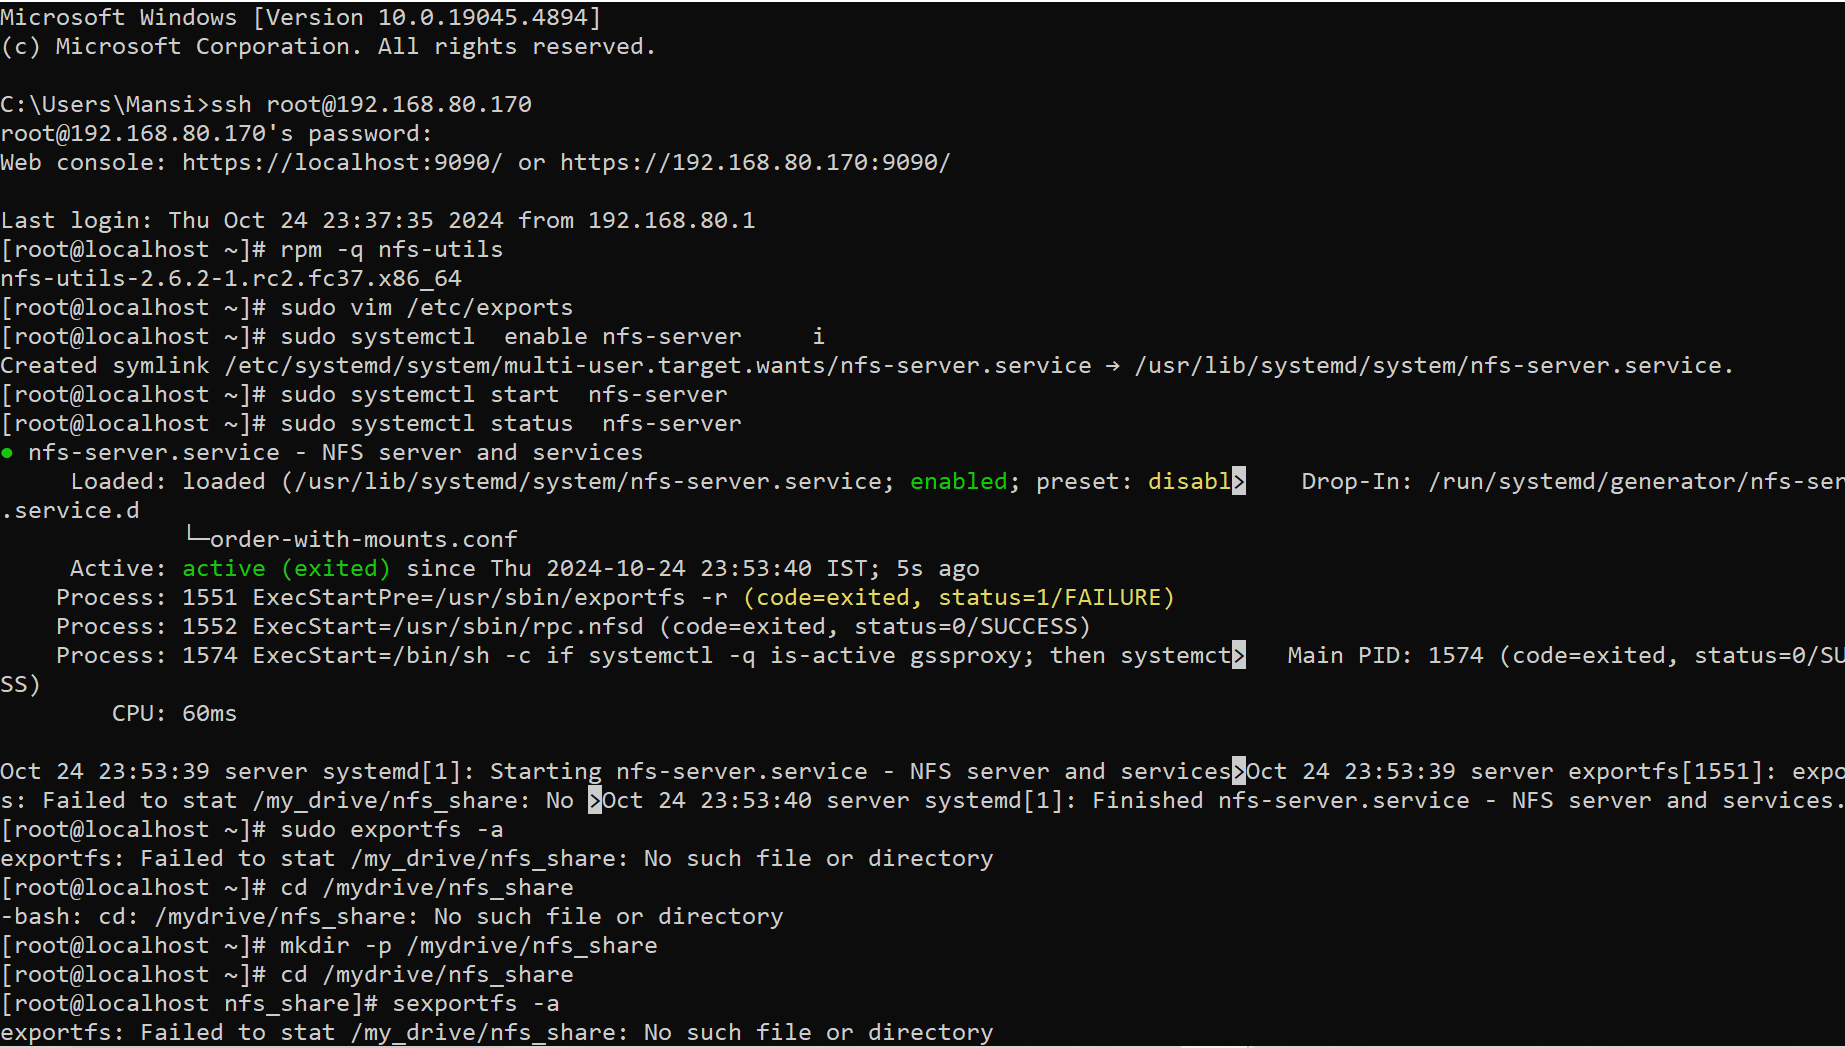 Microsoft Windows [Version 10.0.19045.4894]
(c) Microsoft Corporation. All rights reserved.
C:\Users\Mansi>ssh root@192.168.80.170
root@192.168.80.170's password:
Web console: https://localhost:9090/ or https://192.168.80.170:9090/
Last login: Thu Oct 24 23:37:35 2024 from 192.168.80.1
[root@localhost ~]# rpm -q nfs-utils
nfs-utils-2.6.2-1.rc2.fc37.x86_64
[root@localhost ~]# sudo vim /etc/exports
[root@localhost ~]# sudo systemctl  enable nfs-server     i
Created symlink /etc/systemd/system/multi-user.target.wants/nfs-server.service → /usr/lib/systemd/system/nfs-server.service.
[root@localhost ~]# sudo systemctl start  nfs-server
[root@localhost ~]# sudo systemctl status  nfs-server
● nfs-server.service - NFS server and services
     Loaded: loaded (/usr/lib/systemd/system/nfs-server.service; enabled; preset: disabl>    Drop-In: /run/systemd/generator/nfs-ser
.service.d
             └─order-with-mounts.conf
     Active: active (exited) since Thu 2024-10-24 23:53:40 IST; 5s ago
    Process: 1551 ExecStartPre=/usr/sbin/exportfs -r (code=exited, status=1/FAILURE)
    Process: 1552 ExecStart=/usr/sbin/rpc.nfsd (code=exited, status=0/SUCCESS)
    Process: 1574 ExecStart=/bin/sh -c if systemctl -q is-active gssproxy; then systemct>   Main PID: 1574 (code=exited, status=0/SU
SS)
        CPU: 60ms
Oct 24 23:53:39 server systemd[1]: Starting nfs-server.service - NFS server and services>Oct 24 23:53:39 server exportfs[1551]: expo
s: Failed to stat /my_drive/nfs_share: No >Oct 24 23:53:40 server systemd[1]: Finished nfs-server.service - NFS server and services.
[root@localhost ~]# sudo exportfs -a
exportfs: Failed to stat /my_drive/nfs_share: No such file or directory
[root@localhost ~]# cd /mydrive/nfs_share
-bash: cd: /mydrive/nfs_share: No such file or directory
[root@localhost ~]# mkdir -p /mydrive/nfs_share
[root@localhost ~]# cd /mydrive/nfs_share
[root@localhost nfs_share]# sexportfs -a
exportfs: Failed to stat /my_drive/nfs_share: No such file or directory